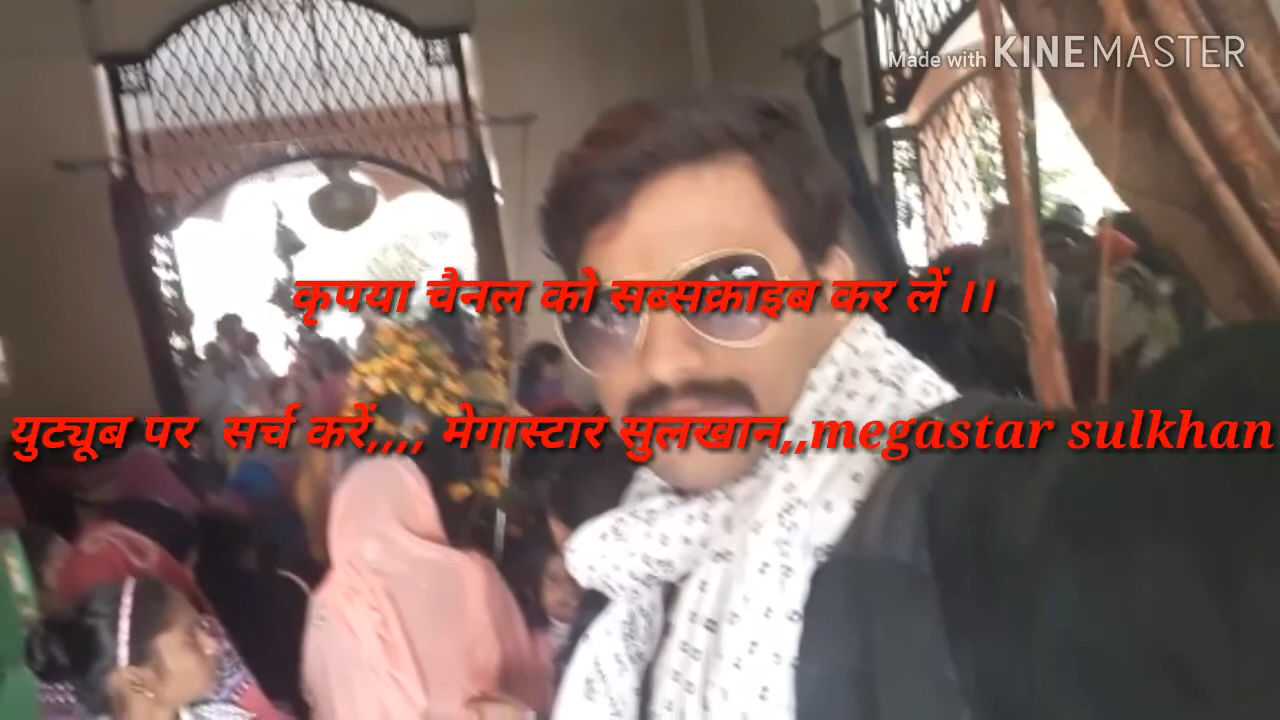 Made with KINEMASTER
कृपया चैनल को सब्सक्राइब कर लें ।।
युट्यूब पर सर्च करें,,,, मेगास्टार सुलखान,,megastar sulkhan